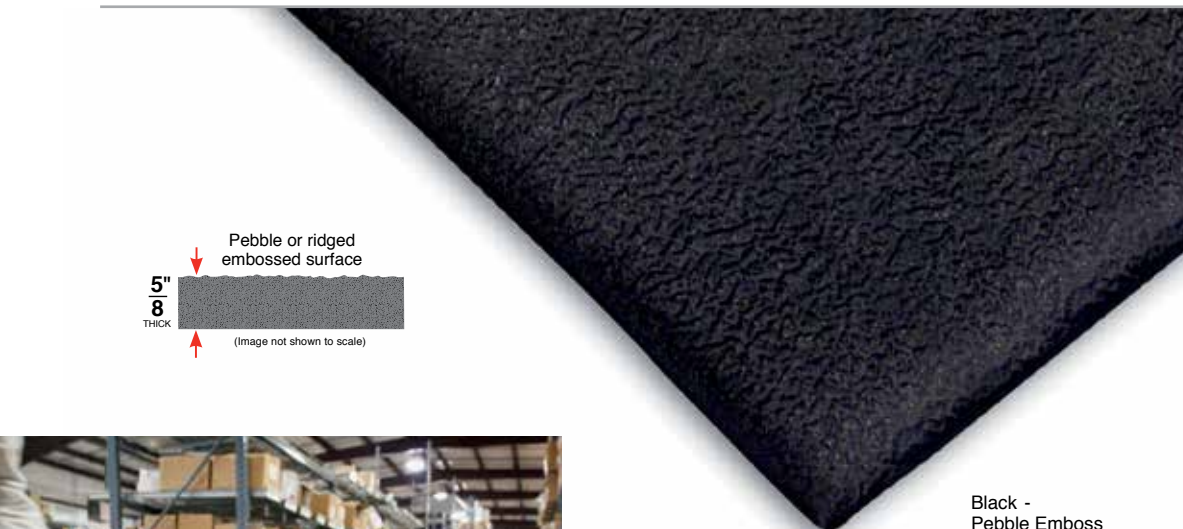 Pebble or ridged
embossed surface
5"
8
THICK
(Image not shown to scale)
Black -
Pebble Emboss